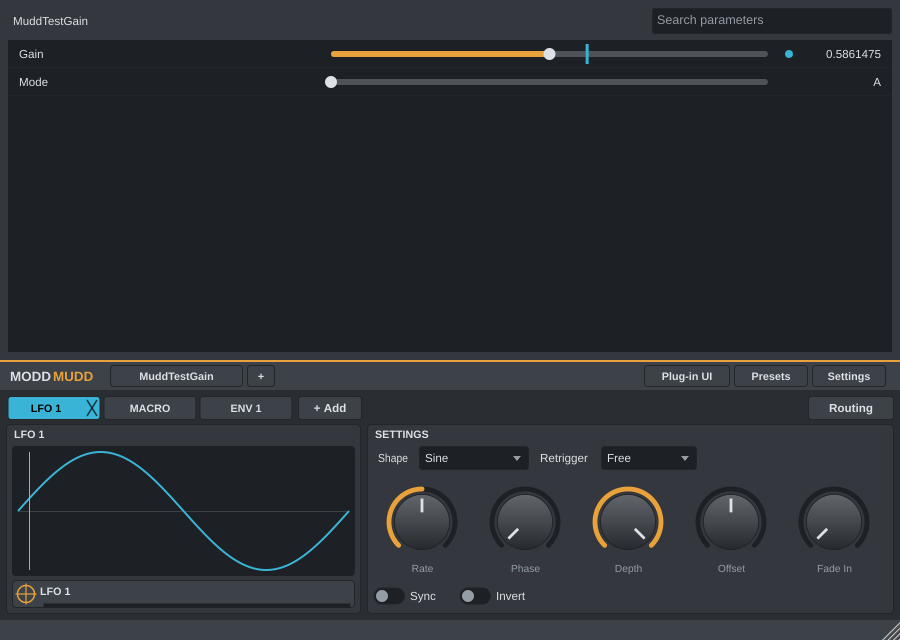 MuddTestGain
Search parameters
Gain
0.5861475
Mode
A
MODD MUDD
MuddTestGain
+
Plug-in UI
Presets
Settings
LFO 1
X
MACRO
ENV 1
+ Add
Routing
LFO 1
SETTINGS
Shape
Sine
Retrigger
Free
Rate
Phase
Depth
Offset
Fade In
LFO 1
Sync
Invert